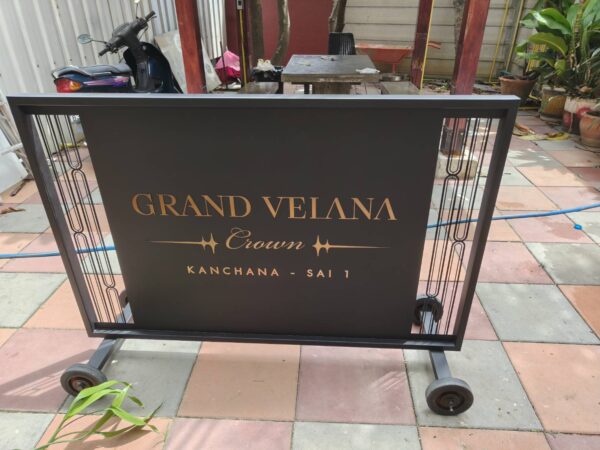 GRAND VELANA
Crown
KANCHANA - SAI 1